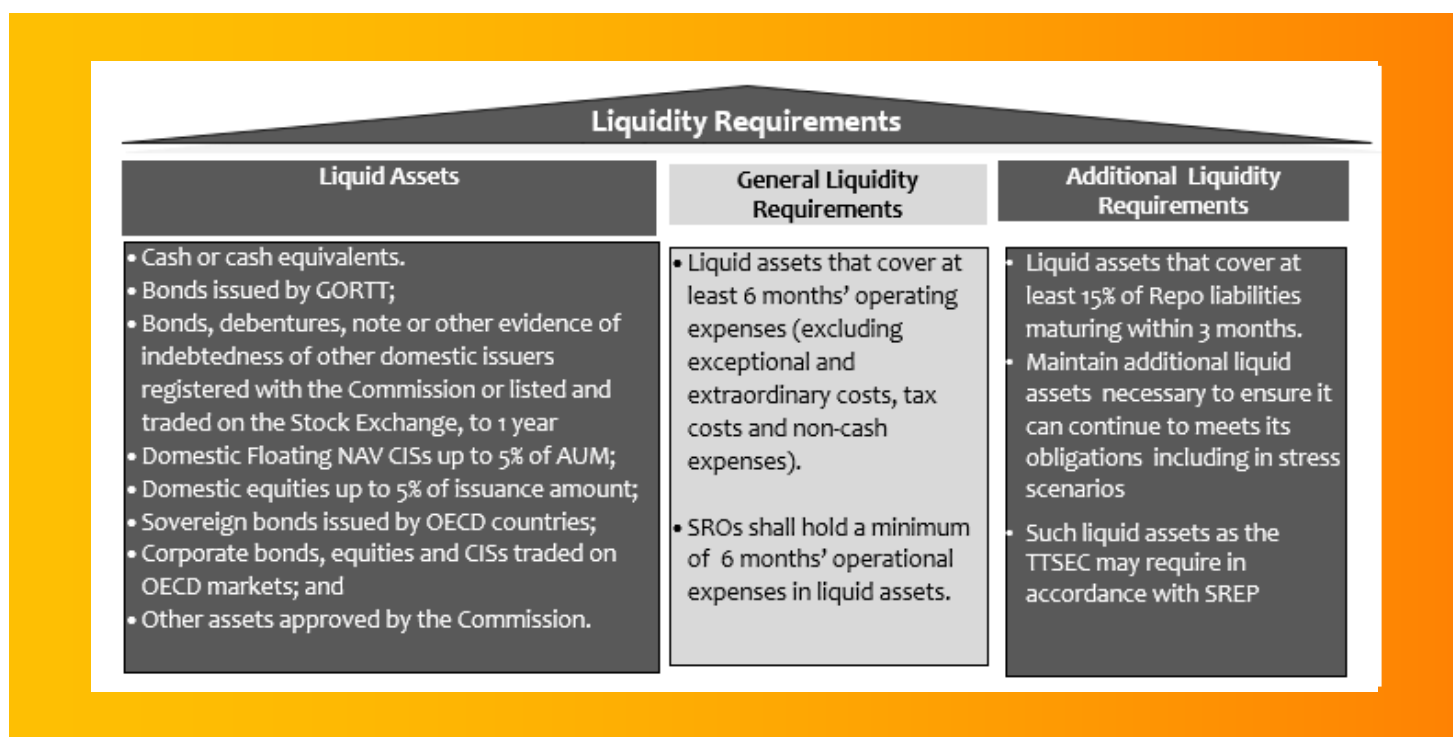 Liquidity Requirements
Liquid Assets
• Cash or cash equivalents.
• Bonds issued by GORTT;
• Bonds, debentures, note or other evidence of
indebtedness of other domestic issuers
registered with the Commission or listed and
traded on the Stock Exchange, to 1 year
• Domestic Floating NAV CISs up to 5% of AUM;
• Domestic equities up to 5% of issuance amount;
• Sovereign bonds issued by OECD countries;
• Corporate bonds, equities and CISs traded on
OECD markets; and
• Other assets approved by the Commission.
General Liquidity
Requirements
• Liquid assets that cover at
least 6 months’ operating
expenses (excluding
exceptional and
extraordinary costs, tax
costs and non-cash
expenses).
• SROs shall hold a minimum
of 6 months’ operational
expenses in liquid assets.
Additional Liquidity
Requirements
• Liquid assets that cover at
least 15% of Repo liabilities
maturing within 3 months.
• Maintain additional liquid
assets necessary to ensure it
can continue to meets its
obligations including in stress
scenarios
• Such liquid assets as the
TTSEC may require in
accordance with SREP